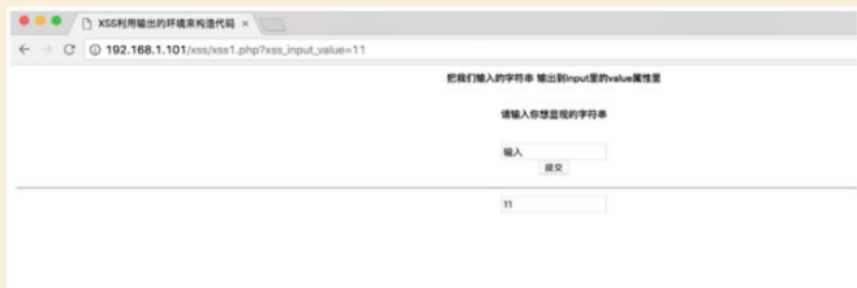 XSS利用输出的环境来构造代码 ×
192.168.1.101/xss/xss1.php?xss_input_value=11
把我们输入的字符串 输出到input里的value属性里
请输入你想显现的字符串
输入
提交
11